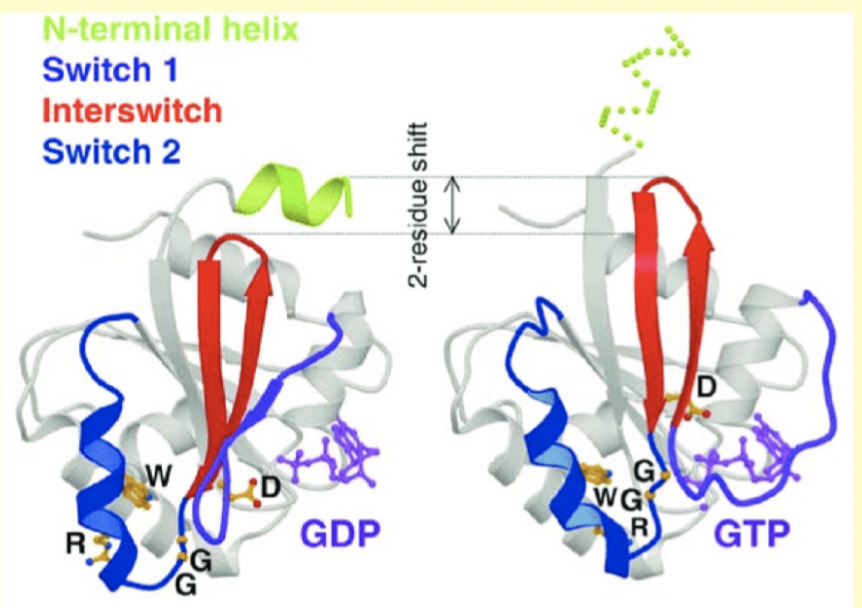 N-terminal helix
Switch 1
Interswitch
Switch 2
2-residue shift
W
D
R
G
G
GDP
D
G
W
G
R
GTP